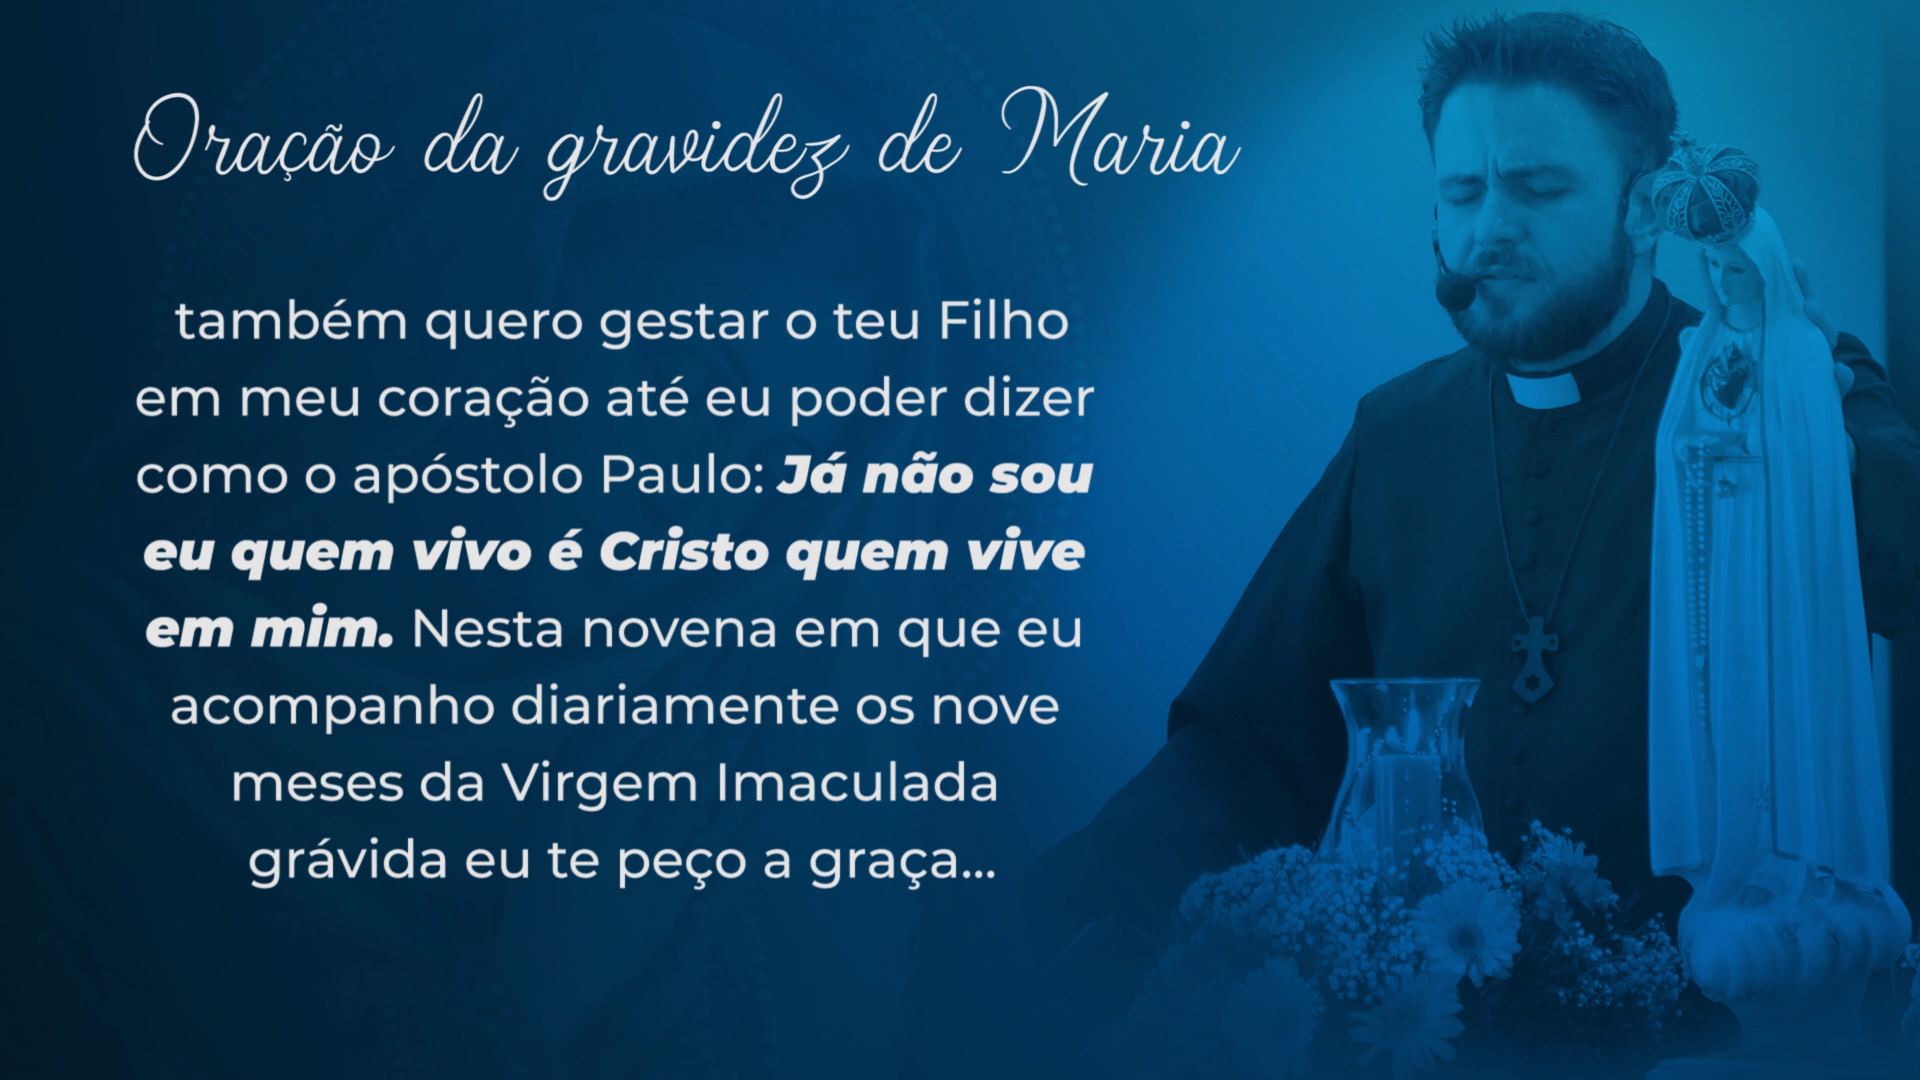 Oração da gravidez de Maria
também quero gestar o teu Filho
em meu coração até eu poder dizer
como o apóstolo Paulo: Já não sou
eu quem vivo é Cristo quem vive
em mim. Nesta novena em que eu
acompanho diariamente os nove
meses da Virgem Imaculada
grávida eu te peço a graça...